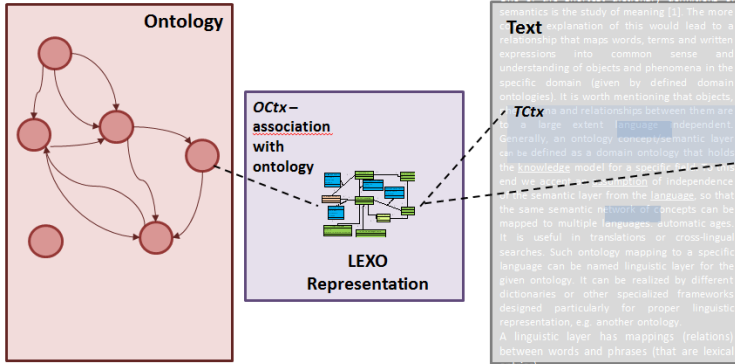 Ontology
OCtx –
association
with
ontology
LEXO
Representation
Text
TCtx
semantics is the study of meaning [1]. The more
explanation of this would lead to a
relationship that maps words, terms and written
expressions into common sense and
understanding of objects and phenomena in the
specific domain (given by defined domain
ontologies). It is worth mentioning that objects,
and relationships between them are
to a large extent language independent.
Generally, an ontology concept/semantic layer
can be defined as a domain ontology that holds
the knowledge model for a specific
end we accept assumption of independence
of the semantic layer from the language, so that
the same semantic network of concepts can be
mapped to multiple languages. automatic ages.
It is useful in translations or cross-lingual
searches. Such ontology mapping to a specific
language can be named linguistic layer for the
given ontology. It can be realized by different
dictionaries or other specialized frameworks
designed particularly for proper linguistic
representation, e.g. another ontology.
A linguistic layer has mappings (relations)
between words and phrases (that are lexical